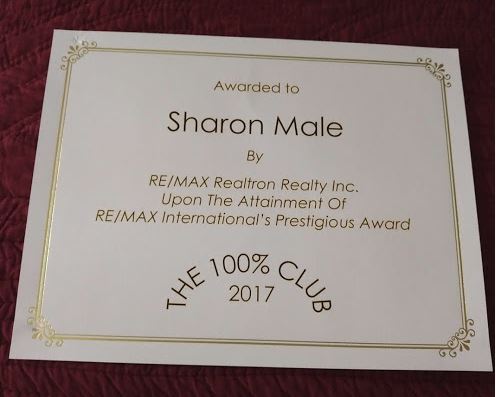 Awarded to
Sharon Male
By
RE/MAX Realtron Realty Inc.
Upon The Attainment Of
RE/MAX International's Prestigious Award
THE 100% CLUB
2017